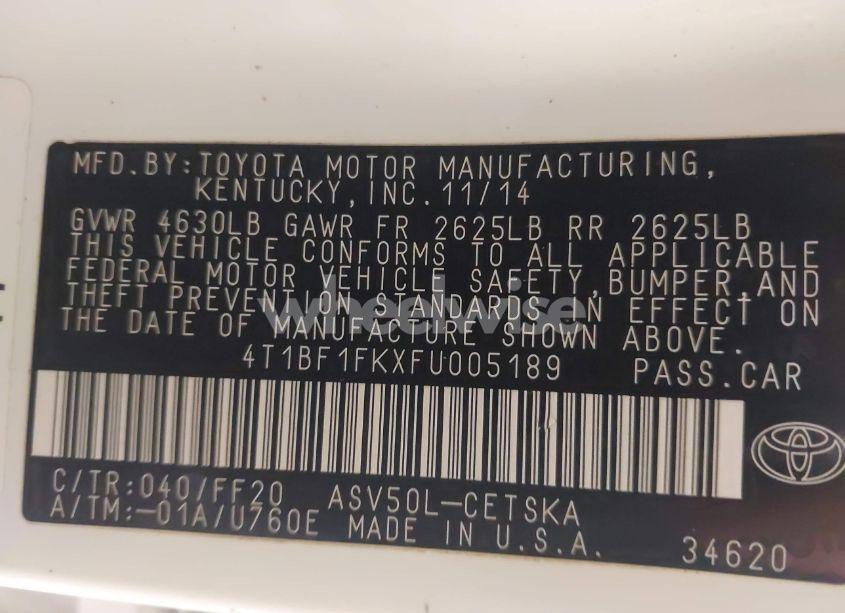 MFD.BY:TOYOTA MOTOR MANUFACTURING,
KENTUCKY,INC.11/14
GVWR 4630LB GAWR FR 2625LB RR 2625LB
THIS VEHICLE CONFORMS TO ALL APPLICABLE
FEDERAL MOTOR VEHICLE SAFETY,BUMPER,AND
THEFT PREVENTION STANDARDS IN EFFECT ON
THE DATE OF MANUFACTURE SHOWN ABOVE.
wheelwise
4T1BF1FKXFU005189 PASS.CAR
C/TR:040/FF20 ASV50L-CETSKA
A/TM:-01A/U760E MADE IN U.S.A.
34620